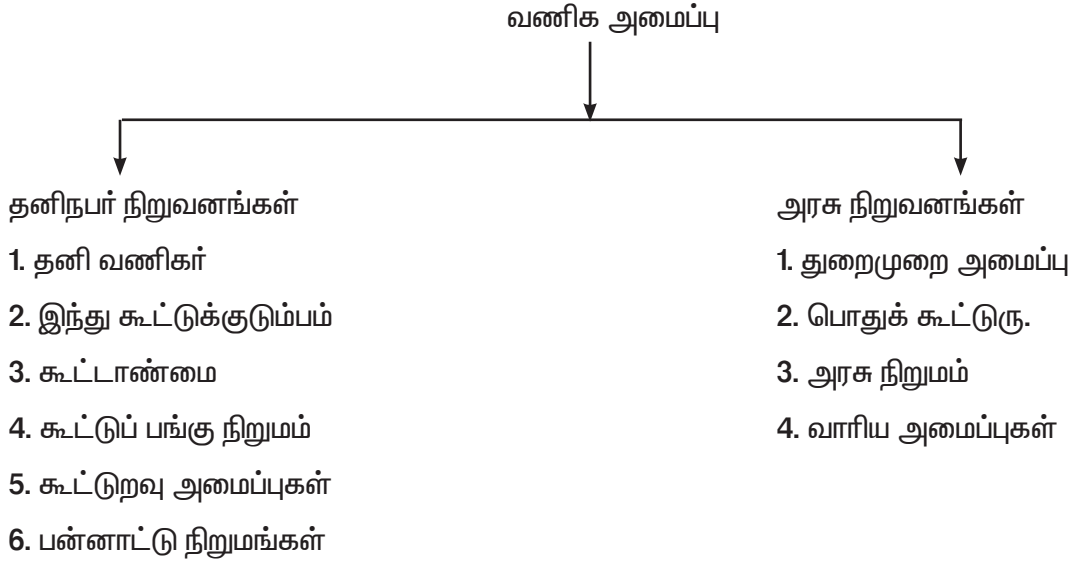 வணிக அமைப்பு
தனிநபர் நிறுவனங்கள்
1. தனி வணிகர்
2. இந்து கூட்டுக்குடும்பம்
3. கூட்டாண்மை
4. கூட்டுப் பங்கு நிறுமம்
5. கூட்டுறவு அமைப்புகள்
6. பன்னாட்டு நிறுமங்கள்
அரசு நிறுவனங்கள்
1. துறைமுறை அமைப்பு
2. பொதுக் கூட்டுரு.
3. அரசு நிறுமம்
4. வாரிய அமைப்புகள்